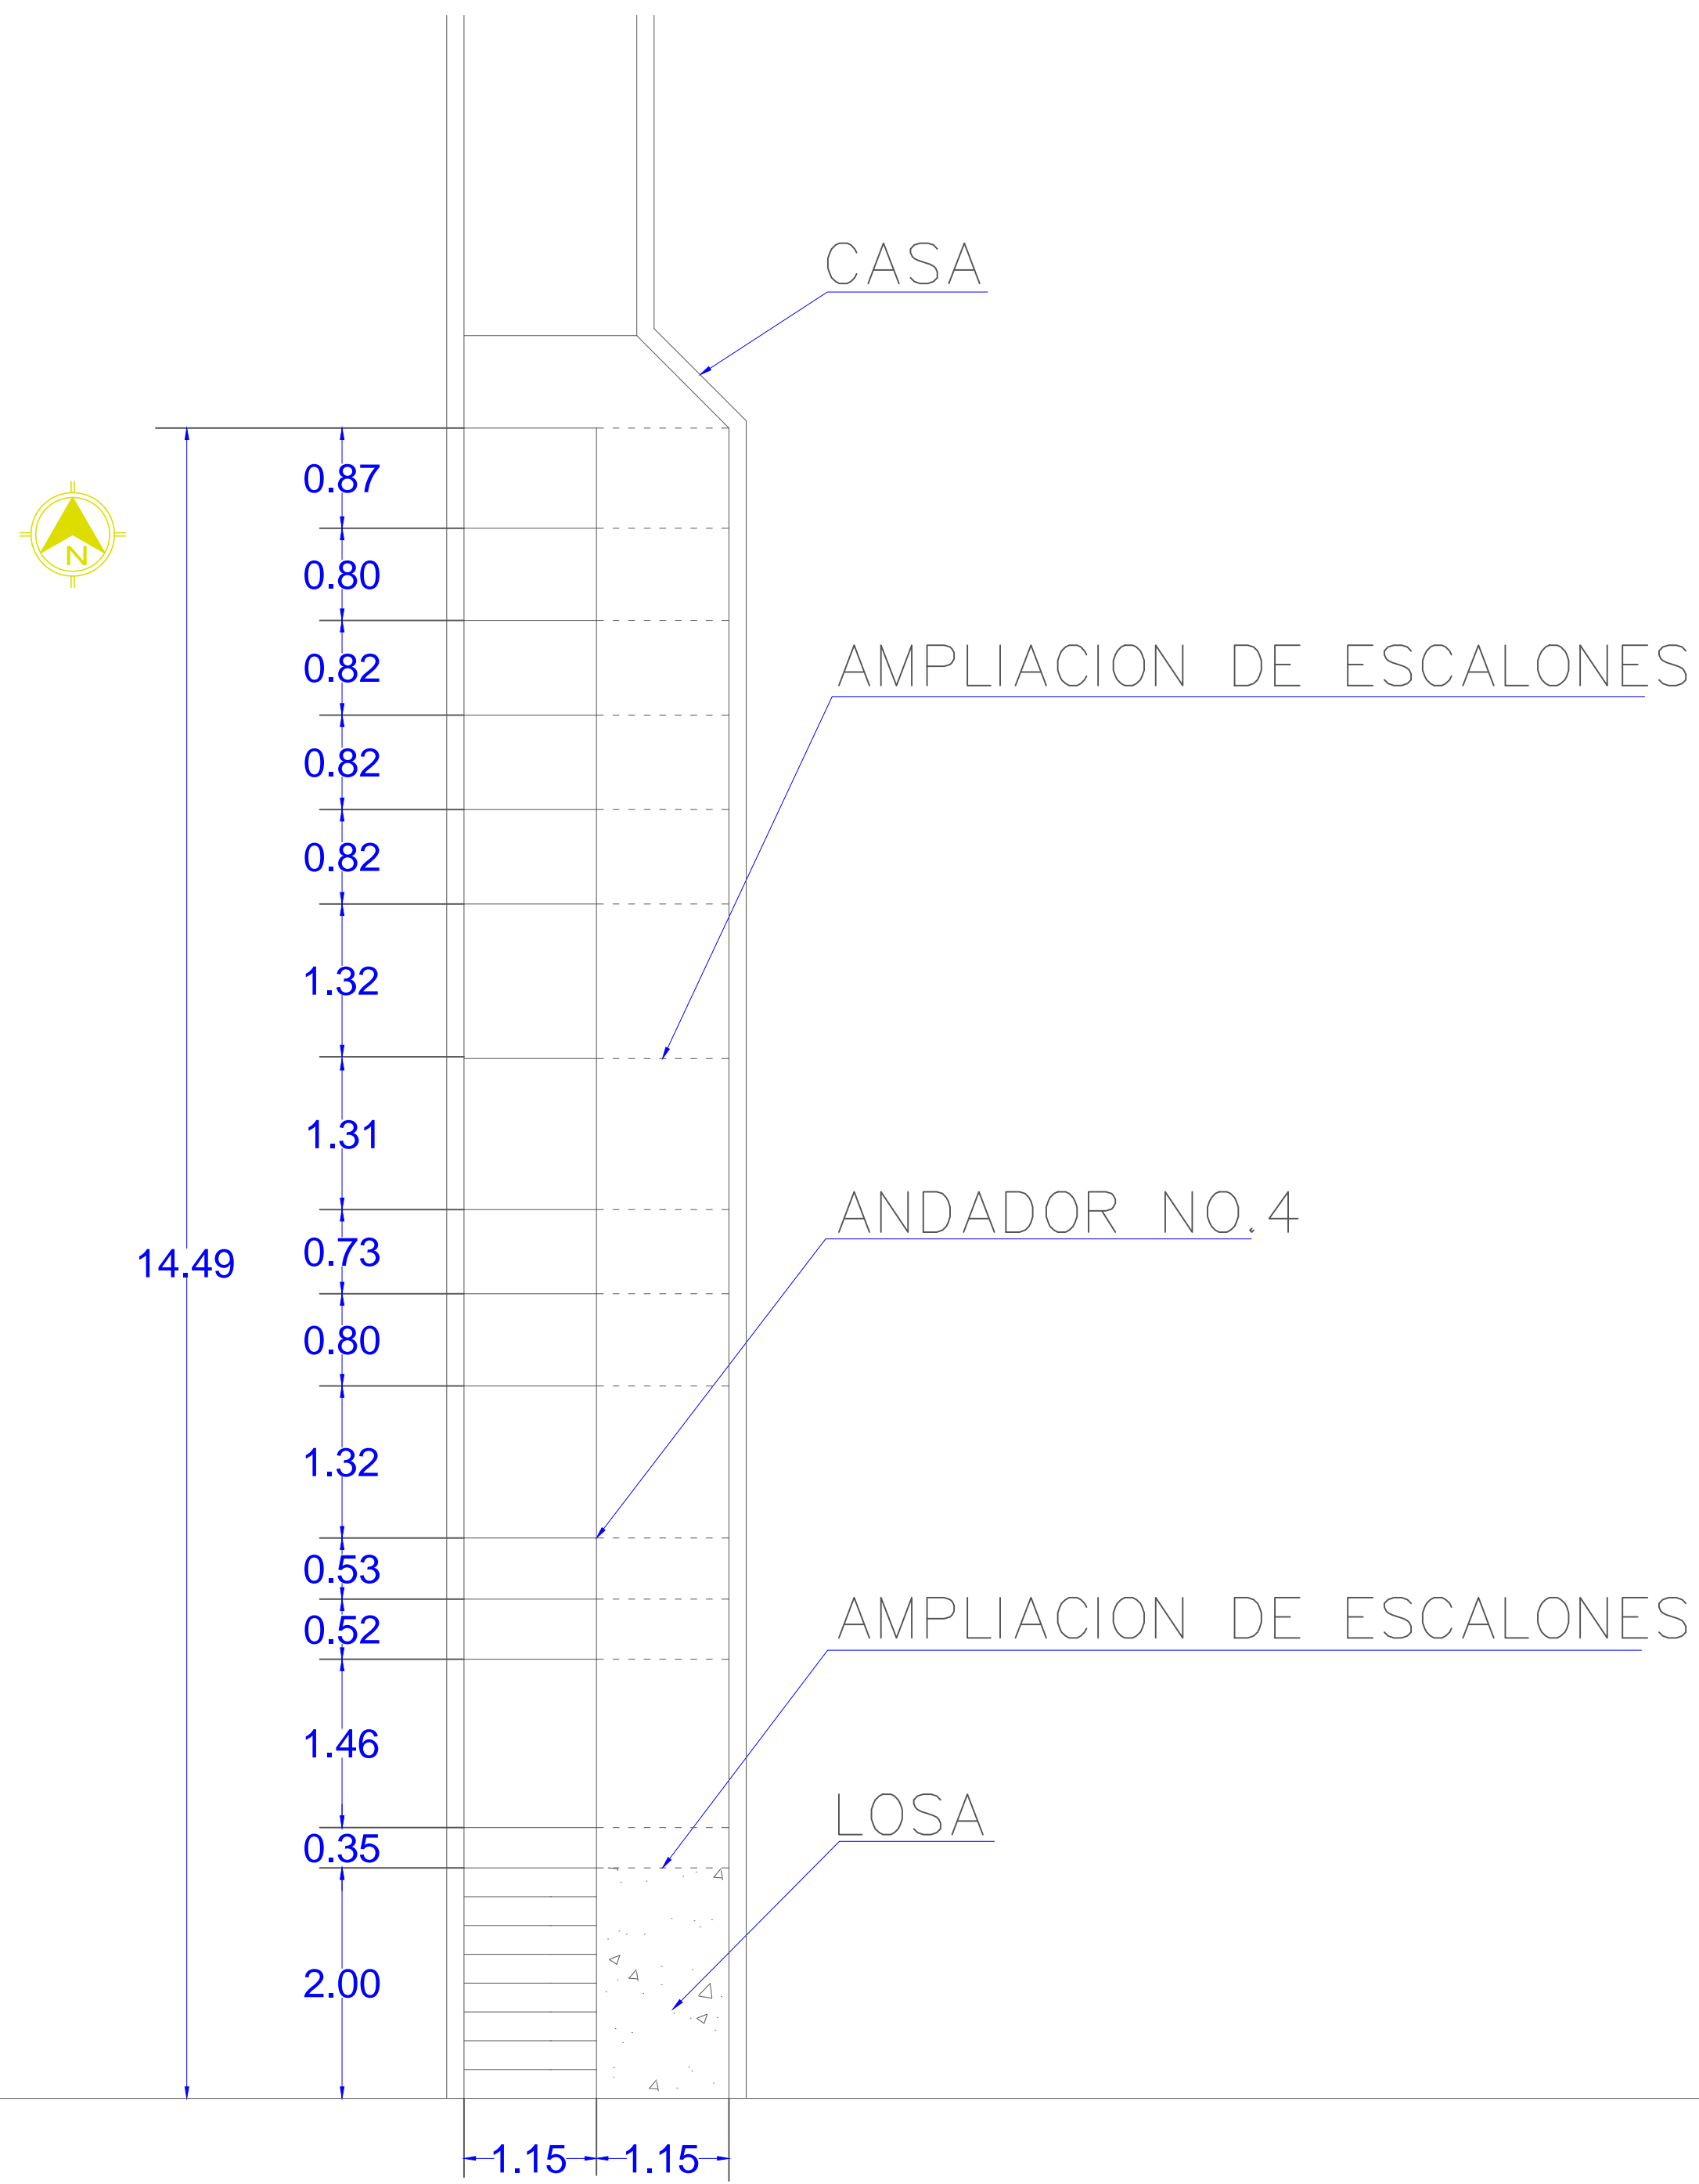 CASA
0.87
0.80
N
0.82
AMPLIACION DE ESCALONES
0.82
0.82
1.32
1.31
ANDADOR NO.4
0.73
14.49
0.80
1.32
0.53
AMPLIACION DE ESCALONES
0.52
1.46
LOSA
0.35
2.00
1.15 1.15